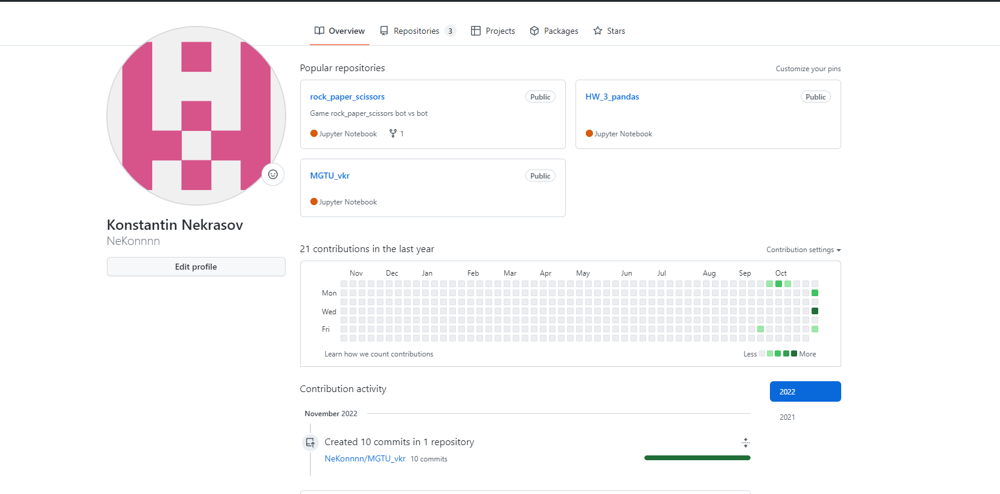 Overview Repositories 3 Projects Packages Stars
Popular repositories Customize your pins
rock_paper_scissors Public
Game rock_paper_scissors bot vs bot
Jupyter Notebook 1
HW_3_pandas Public
Jupyter Notebook
MGTU_vkr Public
Jupyter Notebook
Konstantin Nekrasov
NeKonnnn
Edit profile
21 contributions in the last year Contribution settings
Nov Dec Jan Feb Mar Apr May Jun Jul Aug Sep Oct
Mon
Wed
Fri
Learn how we count contributions Less More
Contribution activity 2022
November 2022 2021
Created 10 commits in 1 repository
NeKonnnn/MGTU_vkr 10 commits